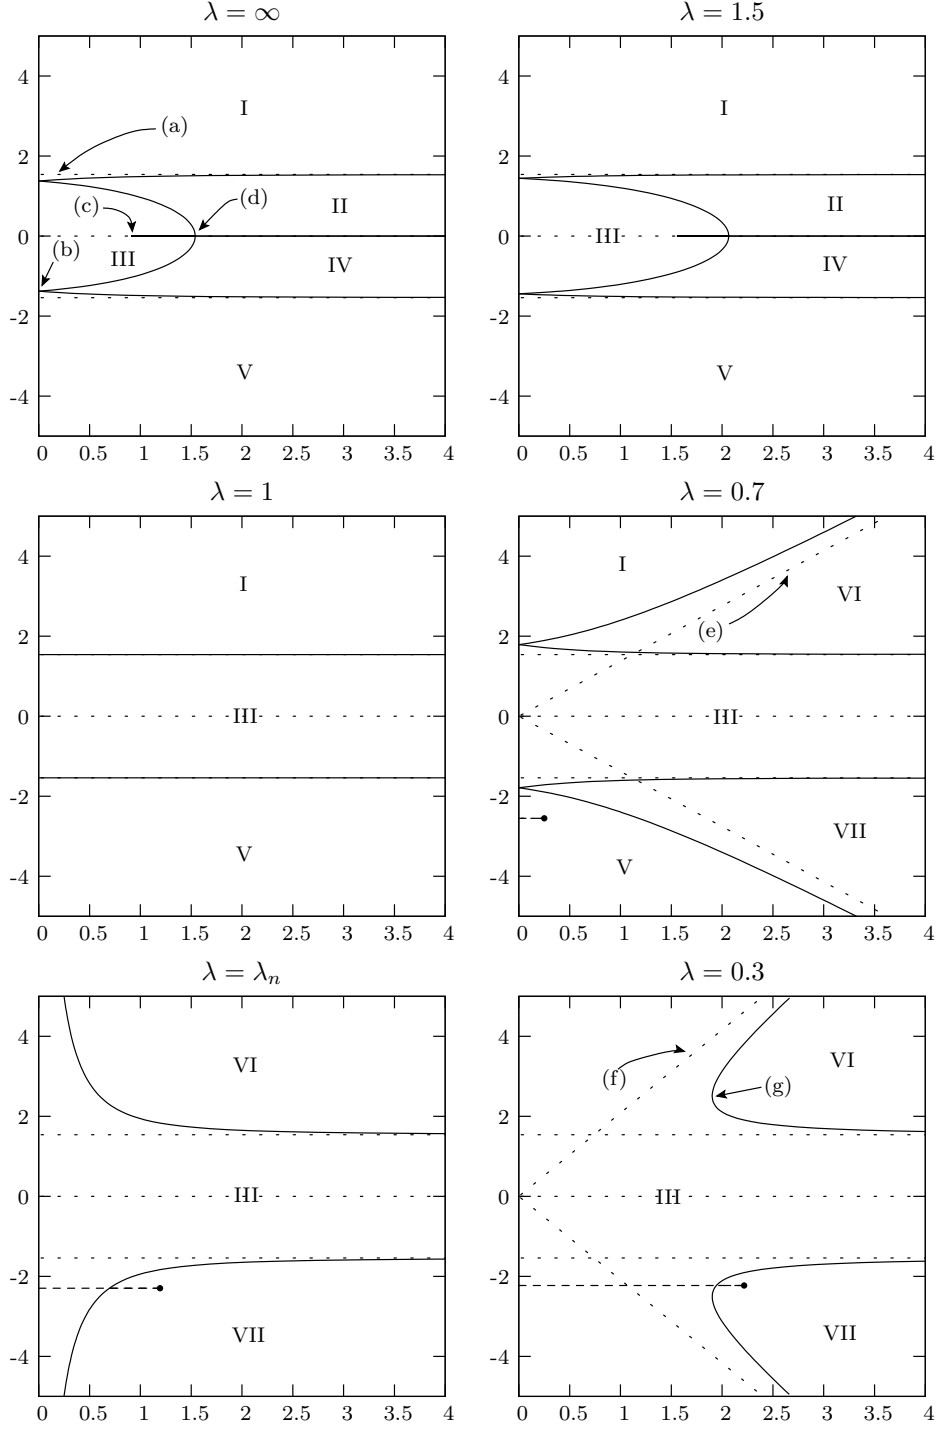 λ = ∞
λ = 1.5
4
2
0
-2
-4
I
(a)
(c)
(d)
II
(b)
III
IV
V
0 0.5 1 1.5 2 2.5 3 3.5 4
4
2
0
-2
-4
I
II
III
IV
V
0 0.5 1 1.5 2 2.5 3 3.5 4
λ = 1
λ = 0.7
4
2
0
-2
-4
I
III
V
0 0.5 1 1.5 2 2.5 3 3.5 4
4
2
0
-2
-4
I
VI
(e)
III
VII
V
0 0.5 1 1.5 2 2.5 3 3.5 4
λ = λn
λ = 0.3
4
2
0
-2
-4
VI
III
VII
0 0.5 1 1.5 2 2.5 3 3.5 4
4
2
0
-2
-4
VI
(f)
(g)
III
VII
0 0.5 1 1.5 2 2.5 3 3.5 4